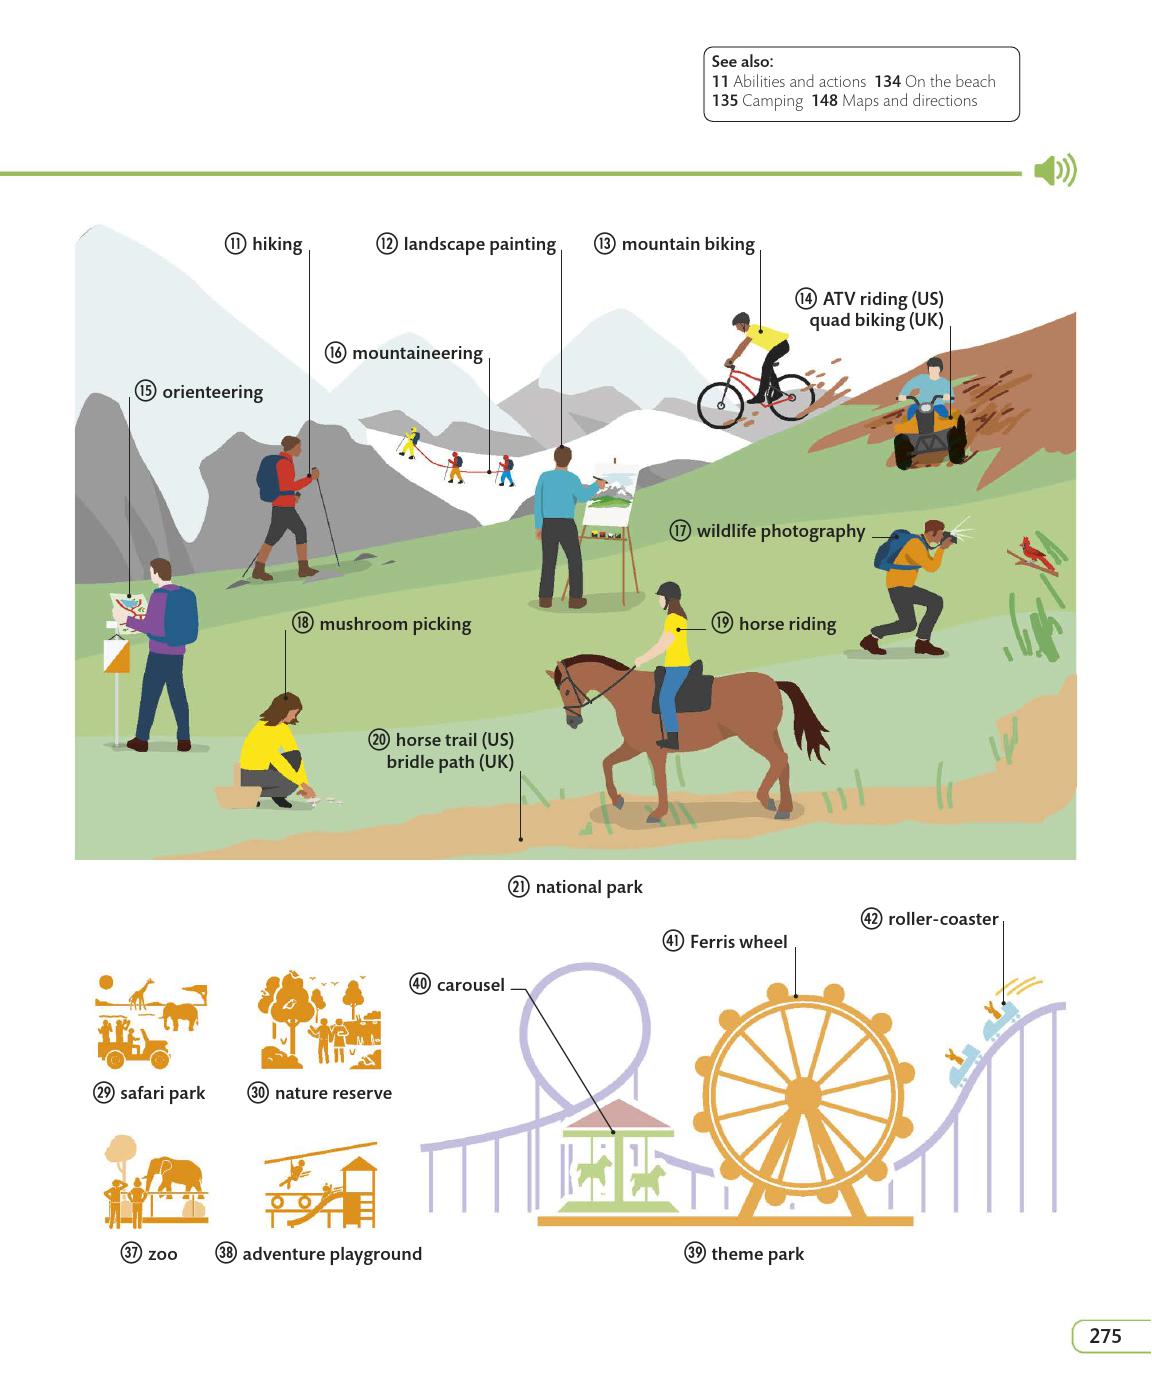 See also:
11 Abilities and actions 134 On the beach
135 Camping 148 Maps and directions
⑪ hiking
⑫ landscape painting
⑬ mountain biking
⑭ ATV riding (US)
quad biking (UK)
⑯ mountaineering
⑮ orienteering
⑰ wildlife photography
⑱ mushroom picking
⑲ horse riding
⑳ horse trail (US)
bridle path (UK)
㉑ national park
㊷ roller-coaster
㊶ Ferris wheel
㊵ carousel
㉙ safari park
㉚ nature reserve
㊲ zoo
㊳ adventure playground
㊴ theme park
275